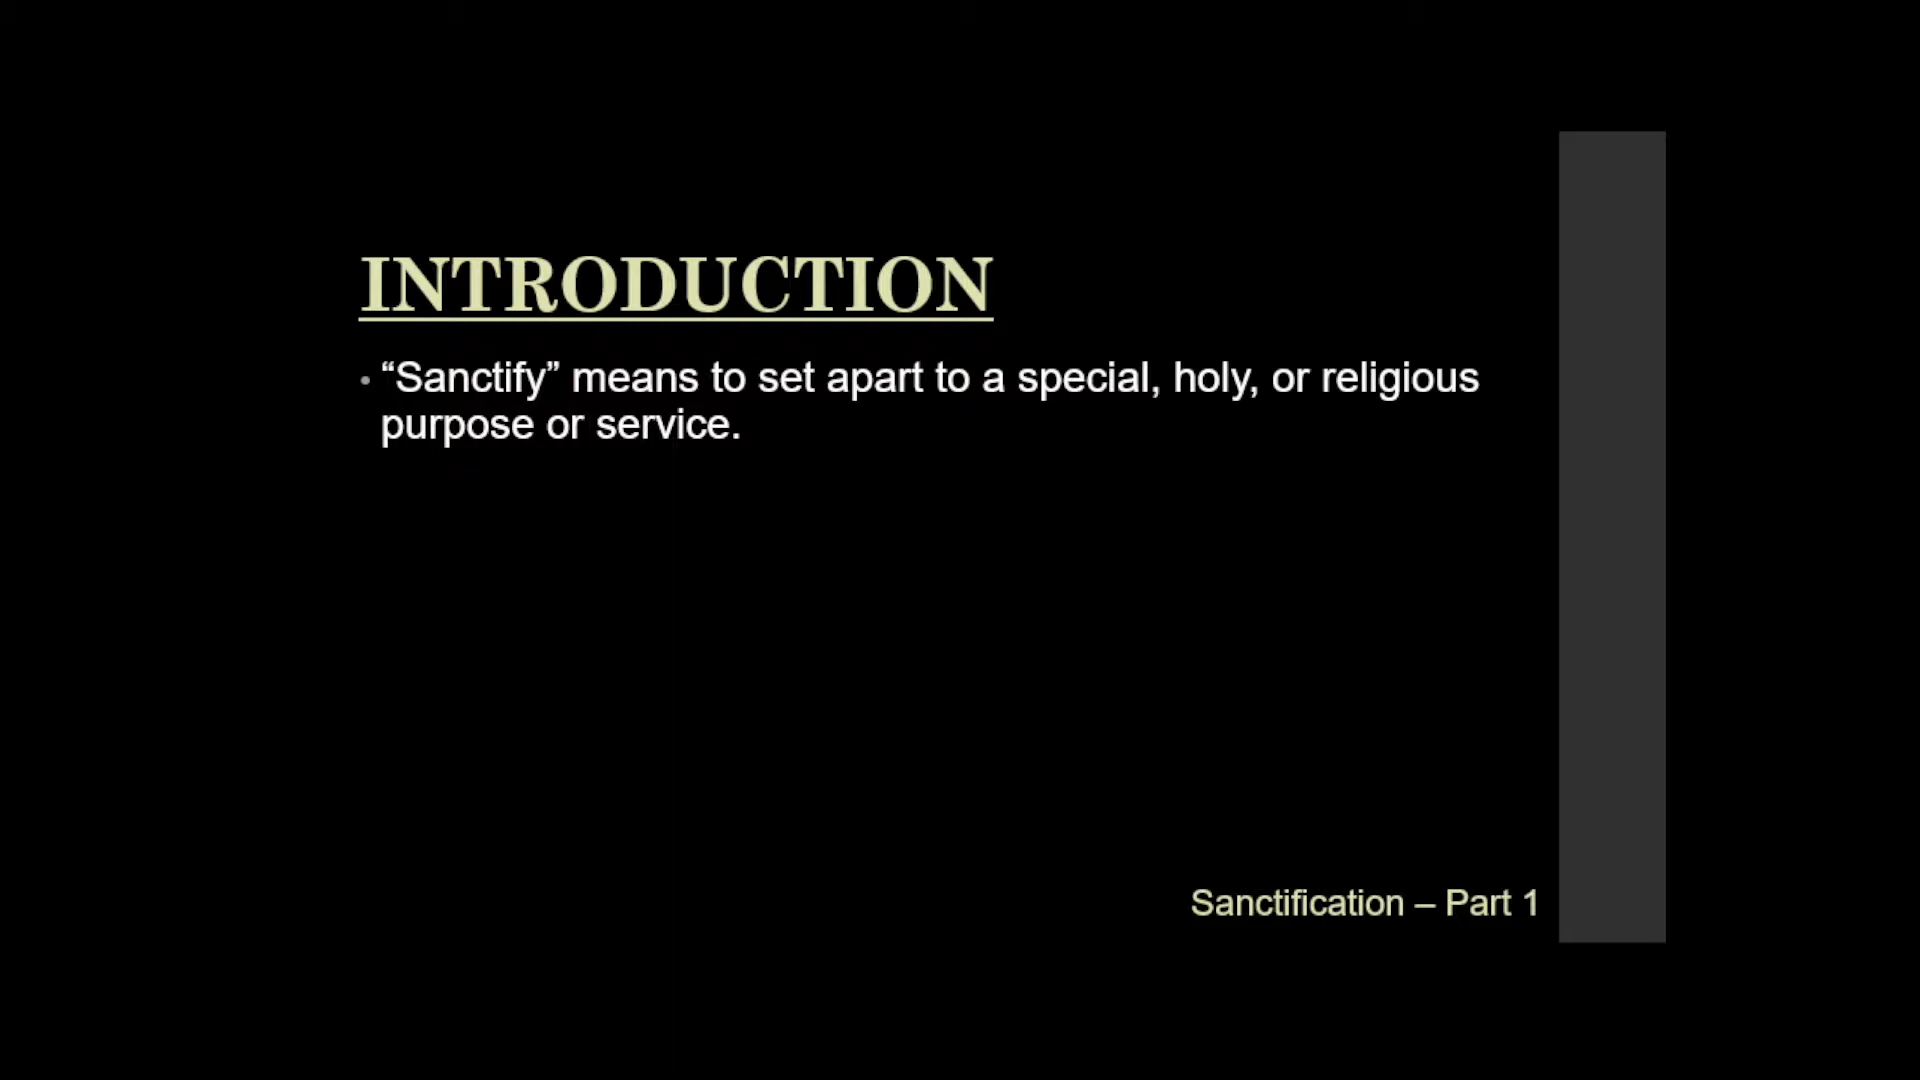 INTRODUCTION
• “Sanctify” means to set apart to a special, holy, or religious
purpose or service.
Sanctification – Part 1